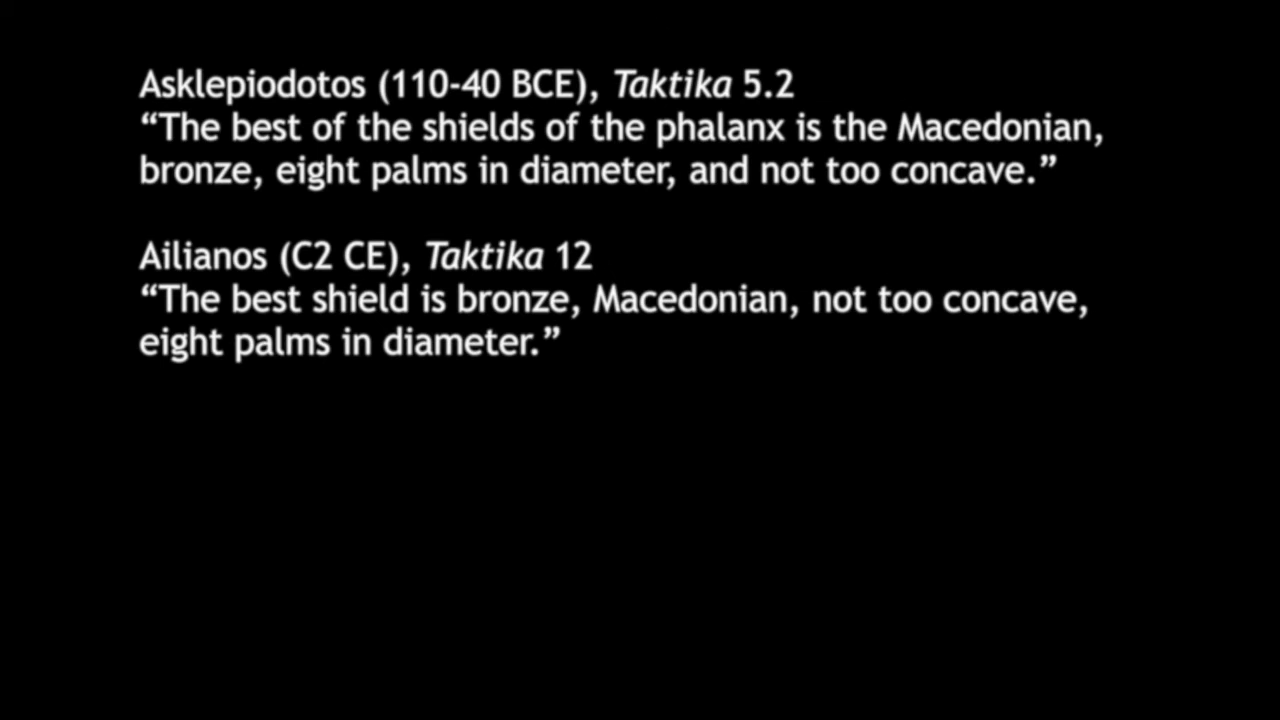 Asklepiodotos (110-40 BCE), Taktika 5.2
“The best of the shields of the phalanx is the Macedonian,
bronze, eight palms in diameter, and not too concave.”
Ailianos (C2 CE), Taktika 12
“The best shield is bronze, Macedonian, not too concave,
eight palms in diameter.”